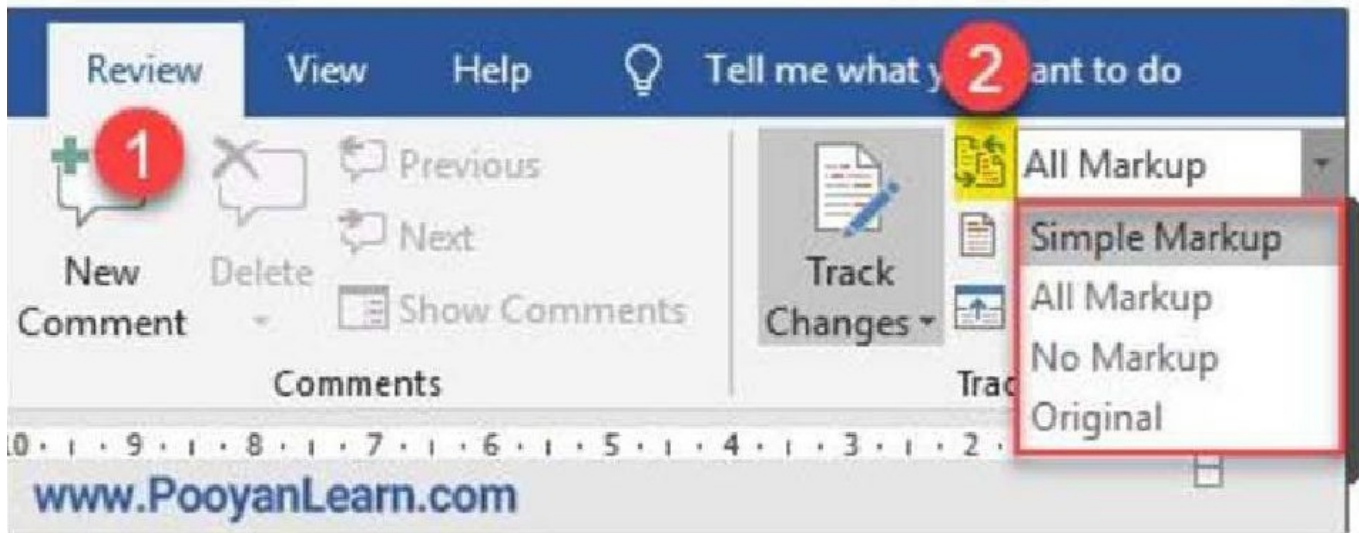 Review View Help Tell me what y 2 ant to do
1 Previous All Markup
Next Simple Markup
New Delete Track All Markup
Comment Show Comments Changes No Markup
Comments Trac Original
10 · 9 · 8 · 7 · 6 · 5 · 4 · 3 · 2 ·
www.PooyanLearn.com